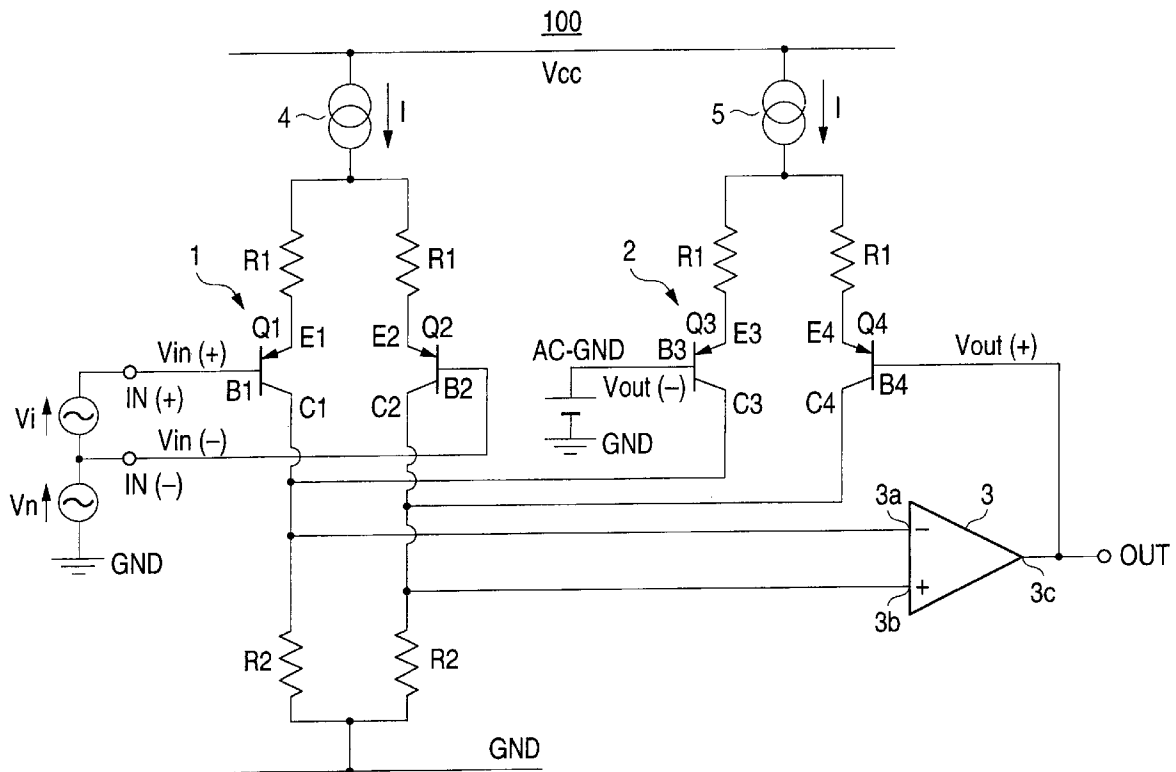 100
Vcc
4
I
5
I
R1
R1
R1
R1
1
2
Q1
E1
E2
Q2
Q3
E3
E4
Q4
Vin (+)
AC-GND
B3
Vout (+)
IN (+)
B1
C1
C2
B2
Vout (–)
C3
C4
B4
Vi
Vin (–)
IN (–)
GND
Vn
GND
3a
3
–
+
OUT
3b
3c
R2
R2
GND